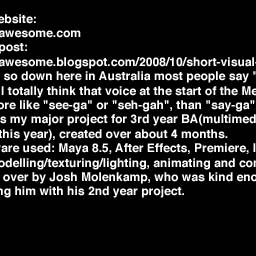 ebsite:
awesome.com
post:
awesome.blogspot.com/2008/10/short-visual-
so down here in Australia most people say "
I totally think that voice at the start of the Me
ore like "see-ga" or "seh-gah", than "say-ga"
s my major project for 3rd year BA(multimed
this year), created over about 4 months.
are used: Maya 8.5, After Effects, Premiere, I
odelling/texturing/lighting, animating and con
over by Josh Molenkamp, who was kind eno
ng him with his 2nd year project.